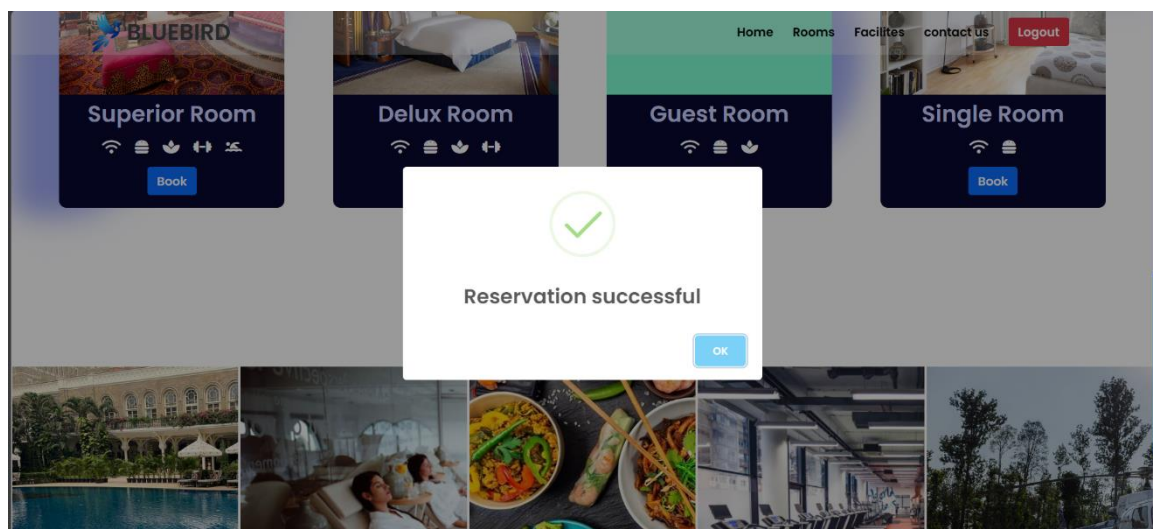 BLUEBIRD
Home Rooms Facilites contact us Logout
Superior Room
Delux Room
Guest Room
Single Room
Book
Book
Reservation successful
OK